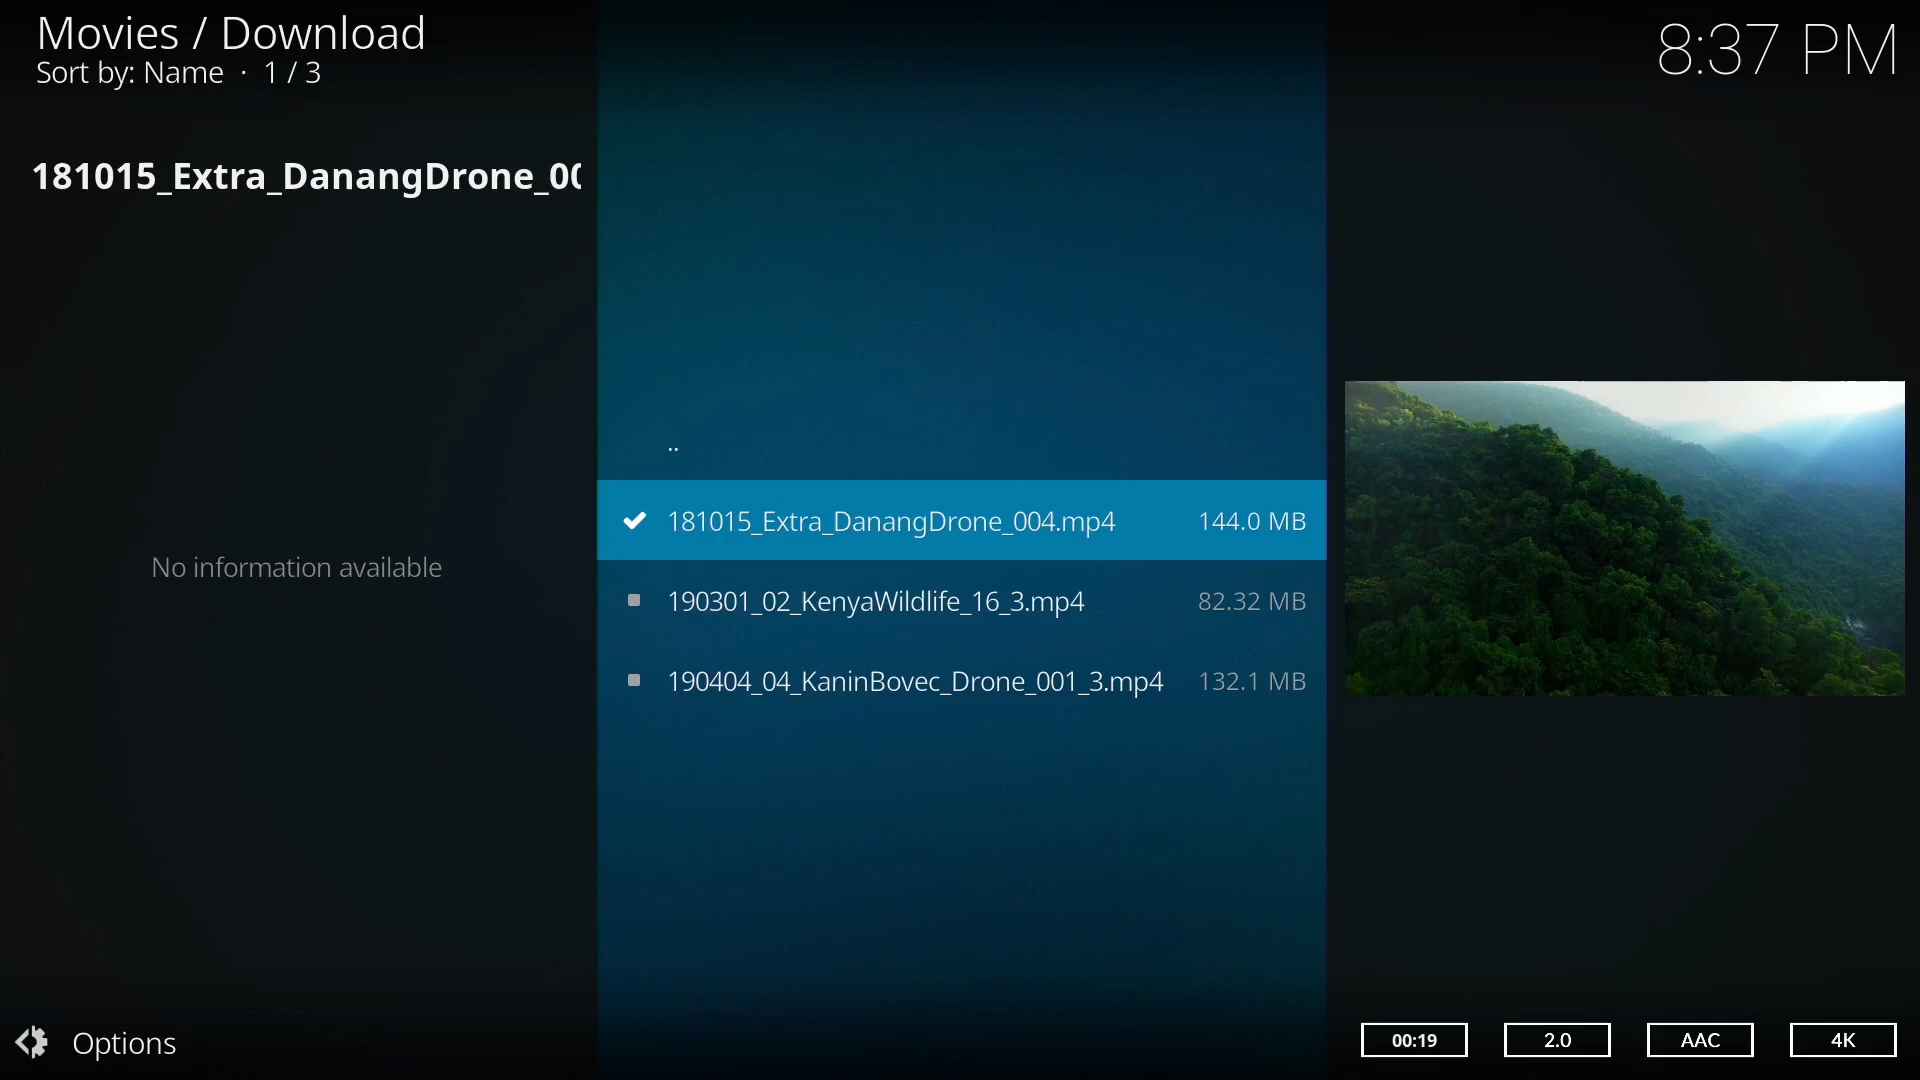 Movies / Download
Sort by: Name · 1 / 3
8:37 PM
181015_Extra_DanangDrone_00
..
181015_Extra_DanangDrone_004.mp4 144.0 MB
190301_02_KenyaWildlife_16_3.mp4 82.32 MB
190404_04_KaninBovec_Drone_001_3.mp4 132.1 MB
No information available
Options
00:19 2.0 AAC 4K